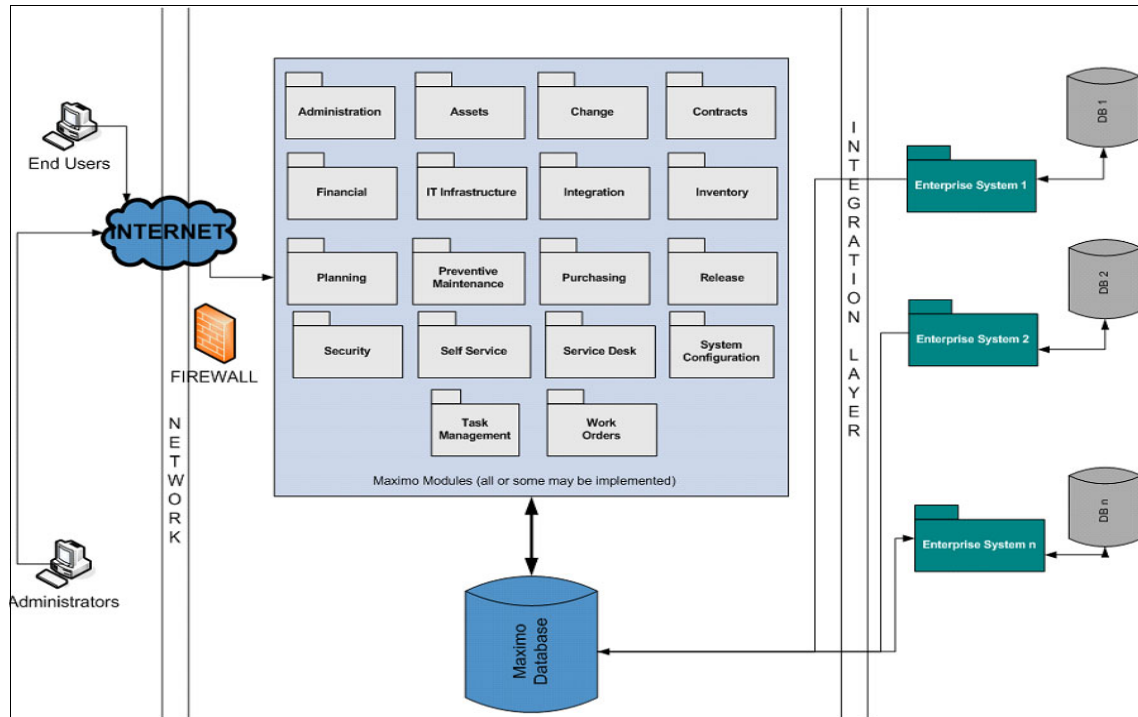 End Users
INTERNET
FIREWALL
NETWORK
Administrators
Administration
Assets
Change
Contracts
Financial
IT Infrastructure
Integration
Inventory
Planning
Preventive
Maintenance
Purchasing
Release
Security
Self Service
Service Desk
System
Configuration
Task
Management
Work
Orders
Maximo Modules (all or some may be implemented)
Maximo
Database
INTEGRATION LAYER
Enterprise System 1
DB 1
Enterprise System 2
DB 2
Enterprise System n
DB n